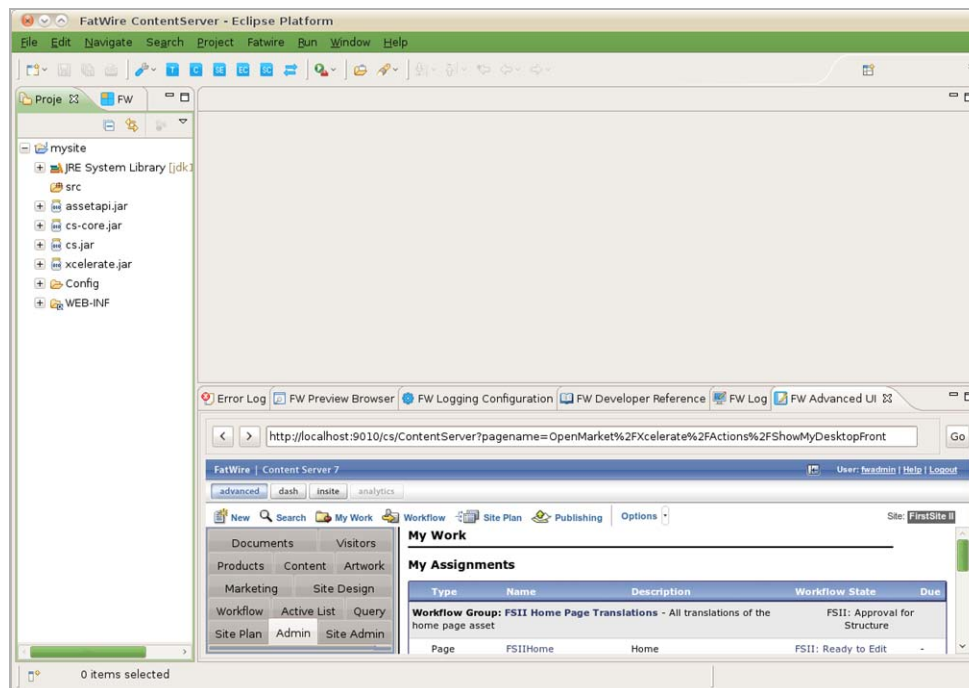 FatWire ContentServer - Eclipse Platform
File Edit Navigate Search Project Fatwire Run Window Help
T C SE EC SC
Proje FW
mysite
JRE System Library [jdk1
src
assetapi.jar
cs-core.jar
cs.jar
xcelerate.jar
Config
WEB-INF
Error Log FW Preview Browser FW Logging Configuration FW Developer Reference FW Log FW Advanced UI
http://localhost:9010/cs/ContentServer?pagename=OpenMarket%2FXcelerate%2FActions%2FShowMyDesktopFront Go
FatWire | Content Server 7 User: fwadmin | Help | Logout
advanced dash insite analytics
New Search My Work Workflow Site Plan Publishing Options Site: FirstSite II
Documents Visitors
Products Content Artwork
Marketing Site Design
Workflow Active List Query
Site Plan Admin Site Admin
My Work
My Assignments
Type Name Description Workflow State Due
Workflow Group: FSII Home Page Translations - All translations of the FSII: Approval for
home page asset Structure
Page FSIIHome Home FSII: Ready to Edit -
0 items selected